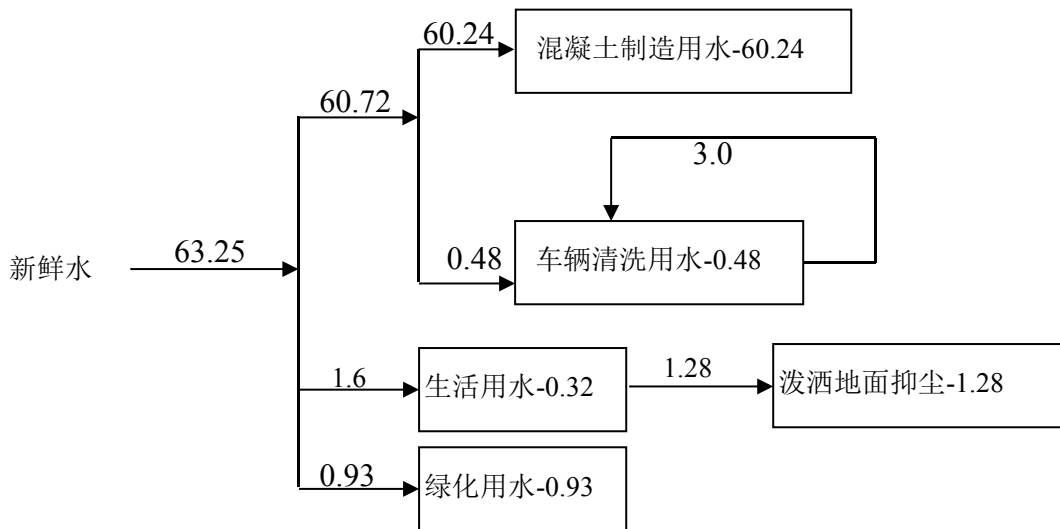 60.24
混凝土制造用水-60.24
60.72
3.0
新鲜水
63.25
0.48
车辆清洗用水-0.48
1.6
生活用水-0.32
1.28
泼洒地面抑尘-1.28
0.93
绿化用水-0.93